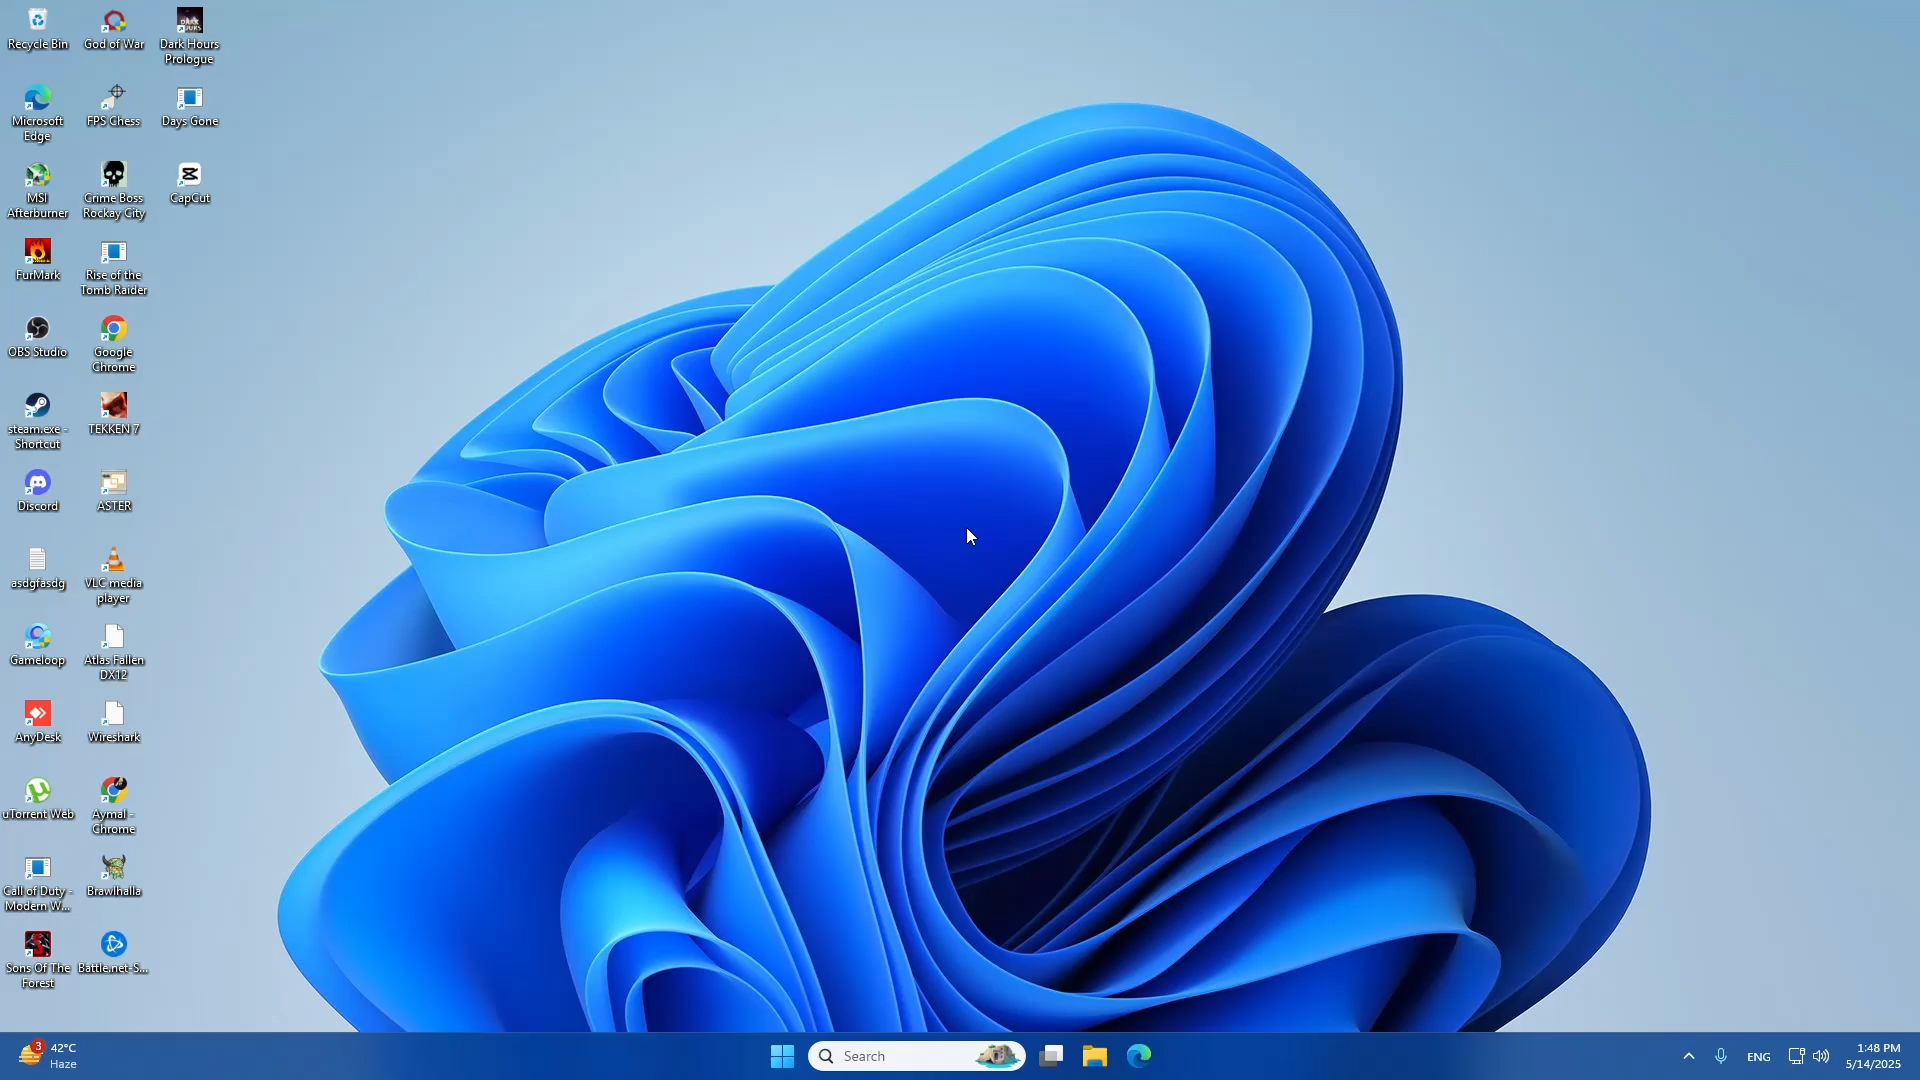 Recycle Bin
God of War
Dark Hours
Prologue
Microsoft
Edge
FPS Chess
Days Gone
MSI
Afterburner
Crime Boss
Rockay City
CapCut
FurMark
Rise of the
Tomb Raider
OBS Studio
Google
Chrome
steam.exe -
Shortcut
TEKKEN 7
Discord
ASTER
asdgfasdg
VLC media
player
Gameloop
Atlas Fallen
DX12
AnyDesk
Wireshark
uTorrent Web
Aymal -
Chrome
Call of Duty -
Modern W...
Brawlhalla
Sons Of The
Forest
Battle.net-S...
3
42°C
Haze
Search
ENG
1:48 PM
5/14/2025